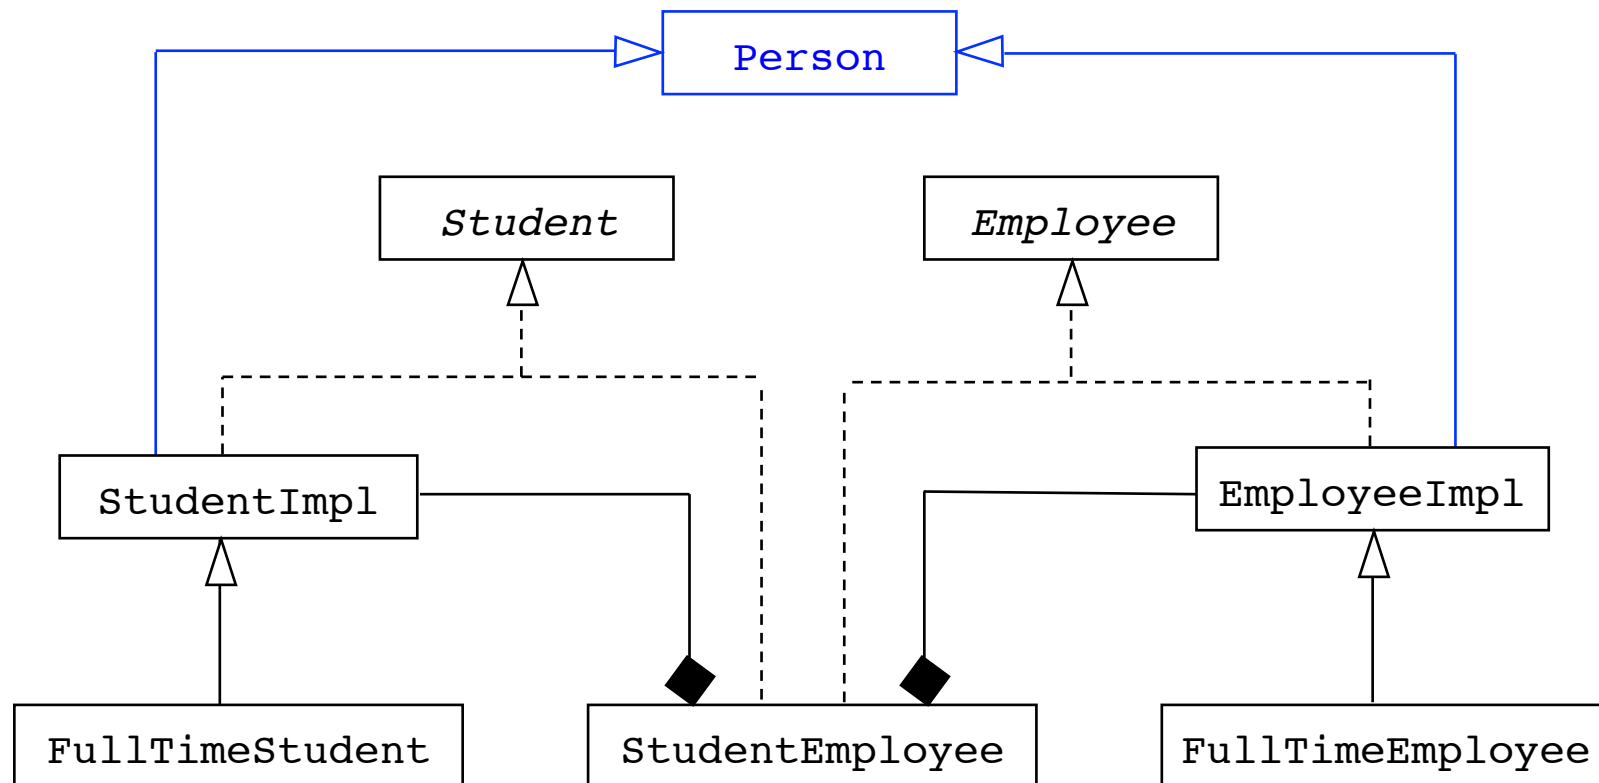 Person
Student
Employee
StudentImpl
EmployeeImpl
FullTimeStudent
StudentEmployee
FullTimeEmployee